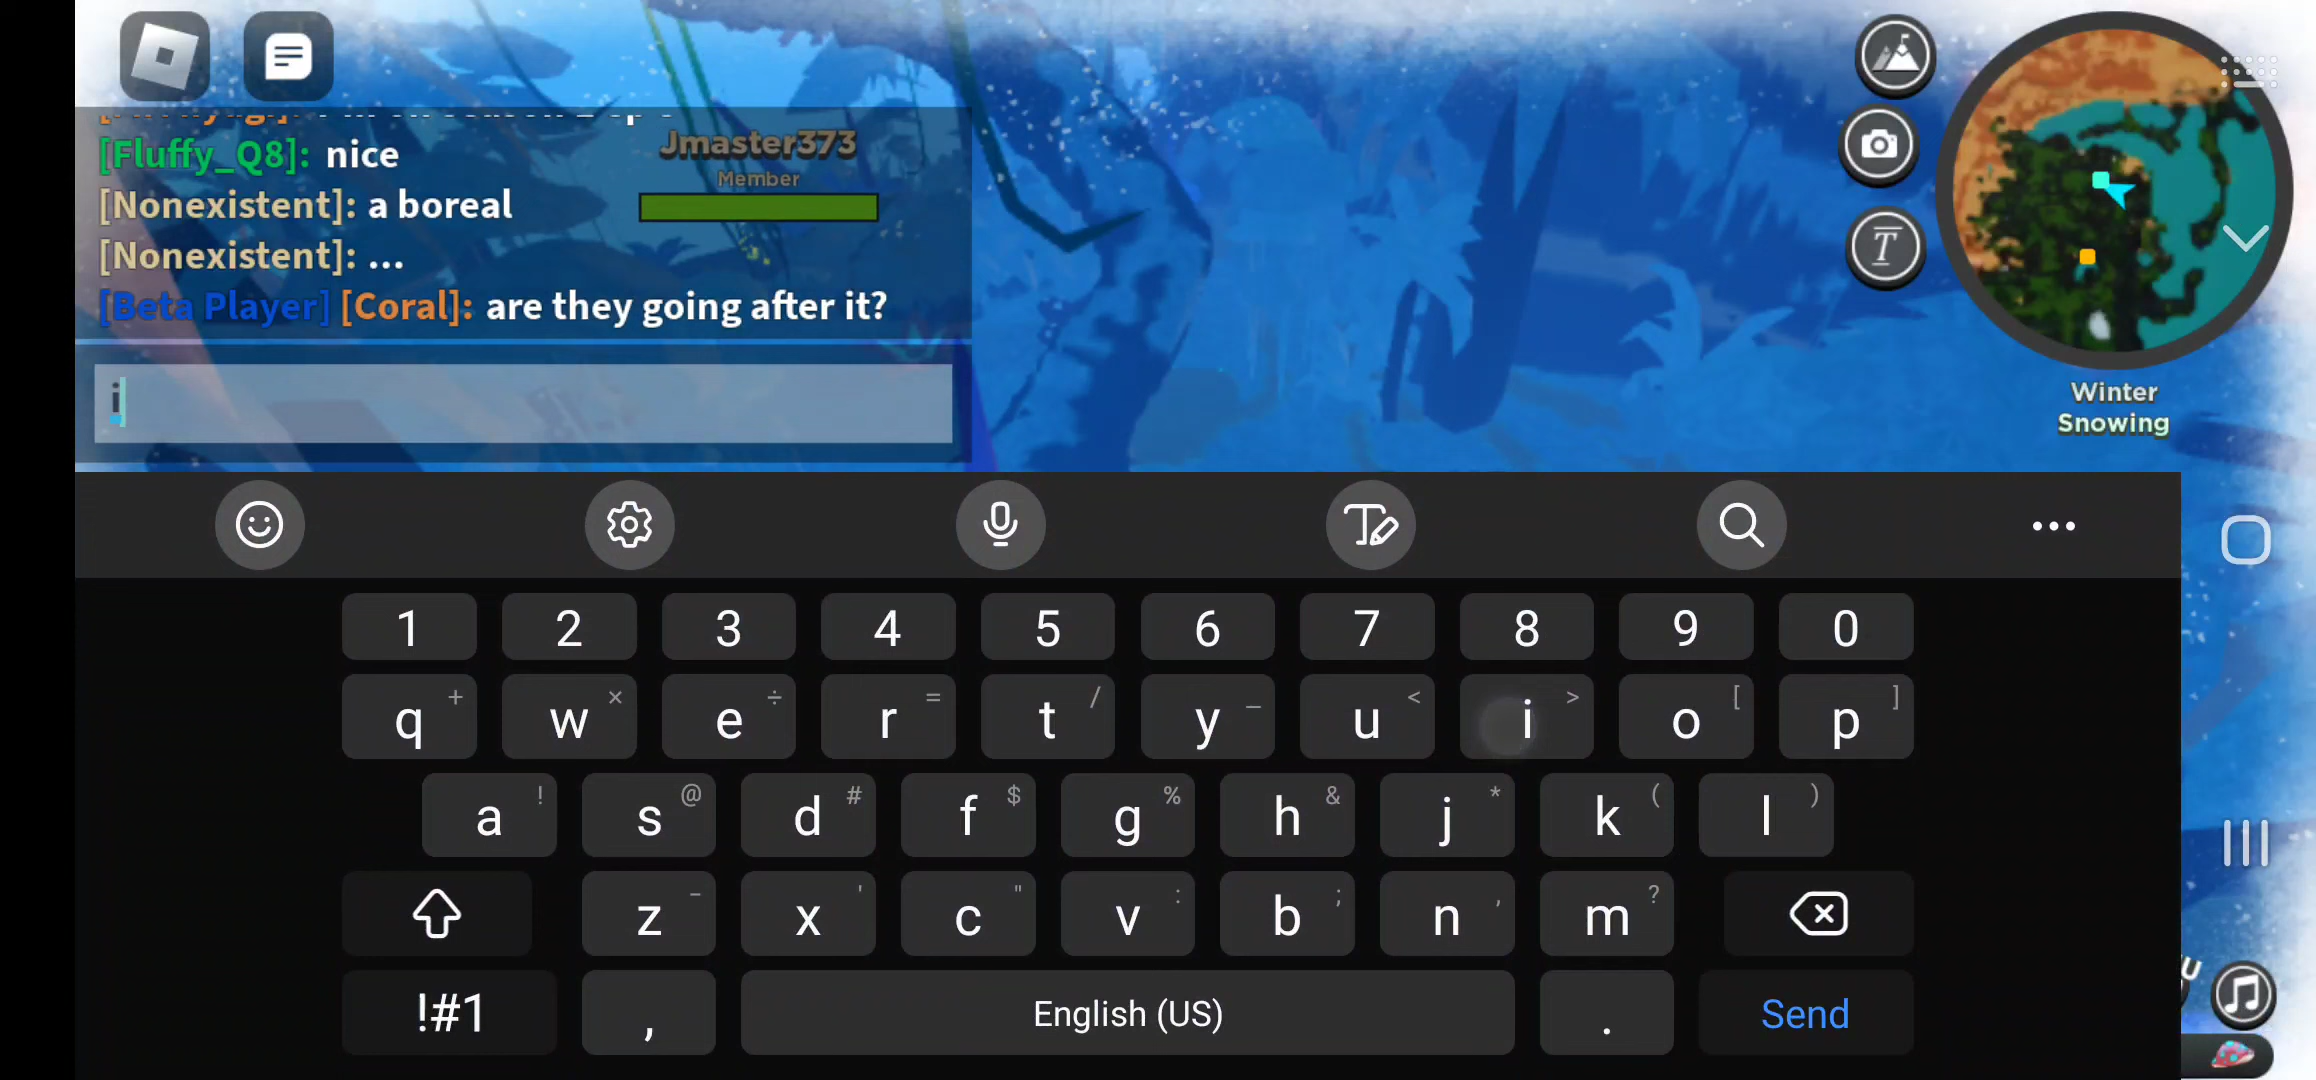 [Fluffy_Q8]: nice
[Nonexistent]: a boreal
[Nonexistent]: ...
[Beta Player] [Coral]: are they going after it?
Jmaster373
Member
i
T
Winter
Snowing
1 2 3 4 5 6 7 8 9 0
q + w × e ÷ r = t / y _ u < i > o [ p ]
a ! s @ d # f $ g % h & j * k ( l )
z - x ' c " v : b ; n , m ?
!#1 , English (US) . Send